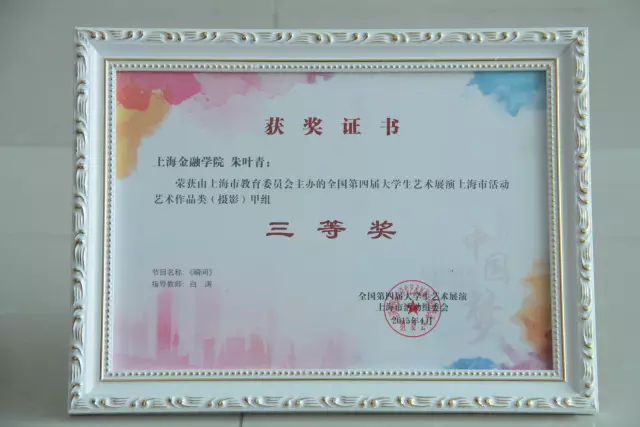 获奖证书
上海金融学院 朱叶青：
荣获由上海市教育委员会主办的全国第四届大学生艺术展演上海市活动
艺术作品类（摄影）甲组
三等奖
节目名称：《瞬间》
指导教师：白涛
全国第四届大学生艺术展演
上海市活动组委会
2015年4月
中国梦